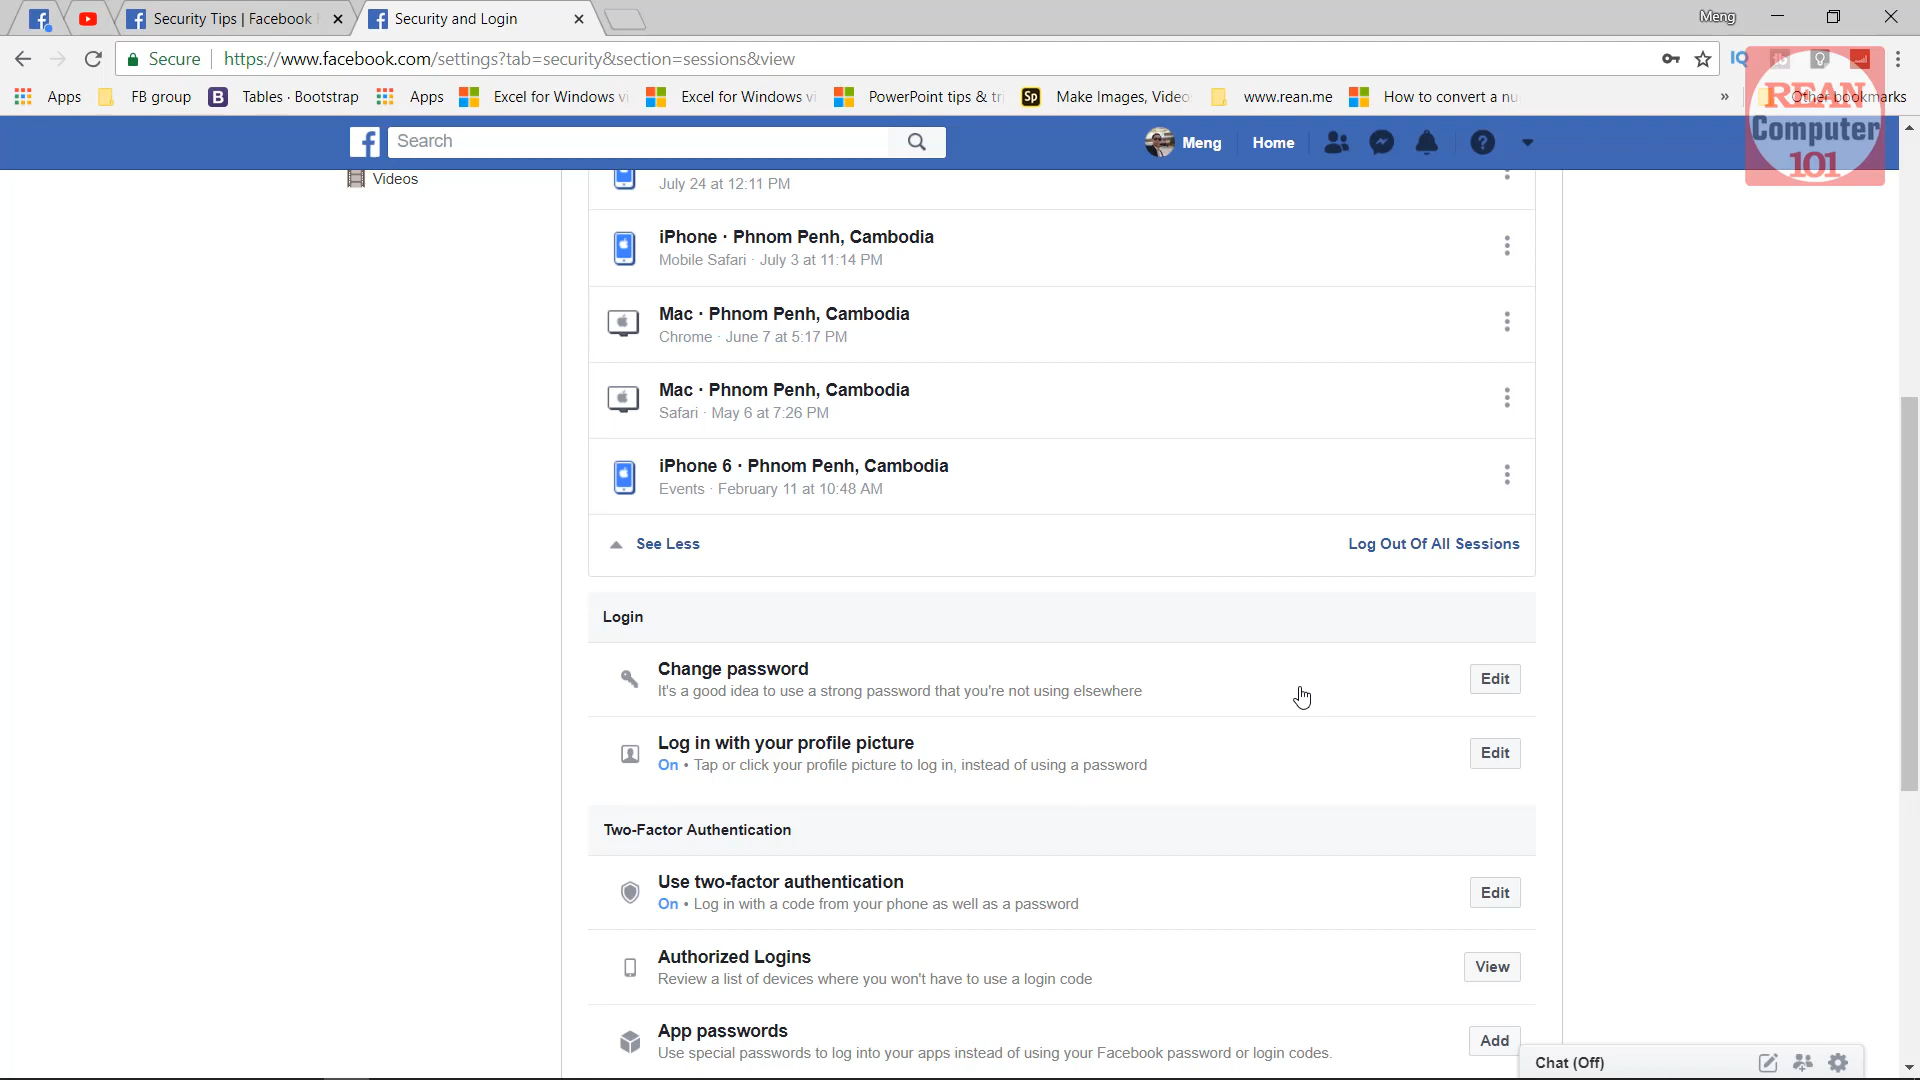 Security Tips | Facebook
Security and Login
Meng
Secure
https://www.facebook.com/settings?tab=security&section=sessions&view
IQ
Apps
FB group
B
Tables · Bootstrap
Apps
Excel for Windows vi
Excel for Windows vi
PowerPoint tips & tri
Sp
Make Images, Video
www.rean.me
How to convert a nu
»
Other bookmarks
REAN
Computer
101
Search
Meng
Home
Videos
July 24 at 12:11 PM
iPhone · Phnom Penh, Cambodia
Mobile Safari · July 3 at 11:14 PM
Mac · Phnom Penh, Cambodia
Chrome · June 7 at 5:17 PM
Mac · Phnom Penh, Cambodia
Safari · May 6 at 7:26 PM
iPhone 6 · Phnom Penh, Cambodia
Events · February 11 at 10:48 AM
See Less
Log Out Of All Sessions
Login
Change password
It's a good idea to use a strong password that you're not using elsewhere
Edit
Log in with your profile picture
On • Tap or click your profile picture to log in, instead of using a password
Edit
Two-Factor Authentication
Use two-factor authentication
On • Log in with a code from your phone as well as a password
Edit
Authorized Logins
Review a list of devices where you won't have to use a login code
View
App passwords
Use special passwords to log into your apps instead of using your Facebook password or login codes.
Add
Chat (Off)